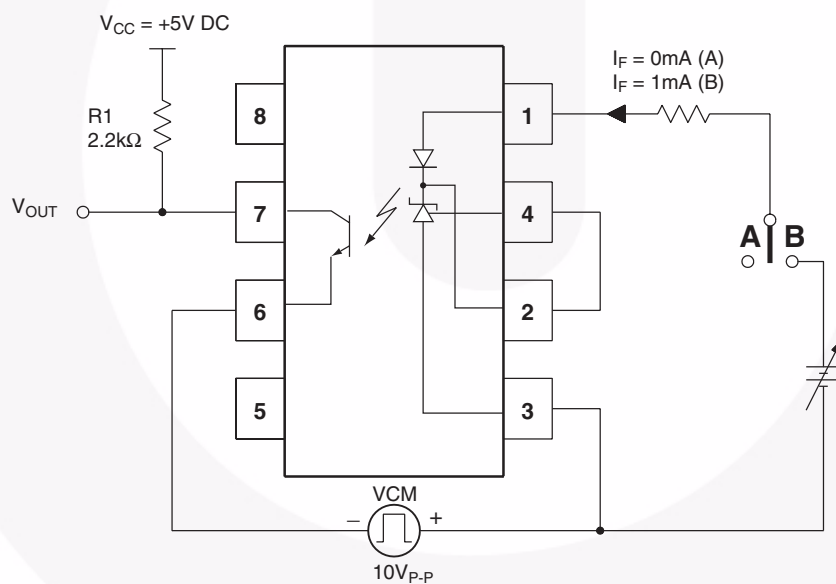 V_CC = +5V DC
I_F = 0mA (A)
I_F = 1mA (B)
R1
2.2kΩ
8
1
V_OUT
7
4
A B
6
2
5
3
VCM
− +
10V_P-P